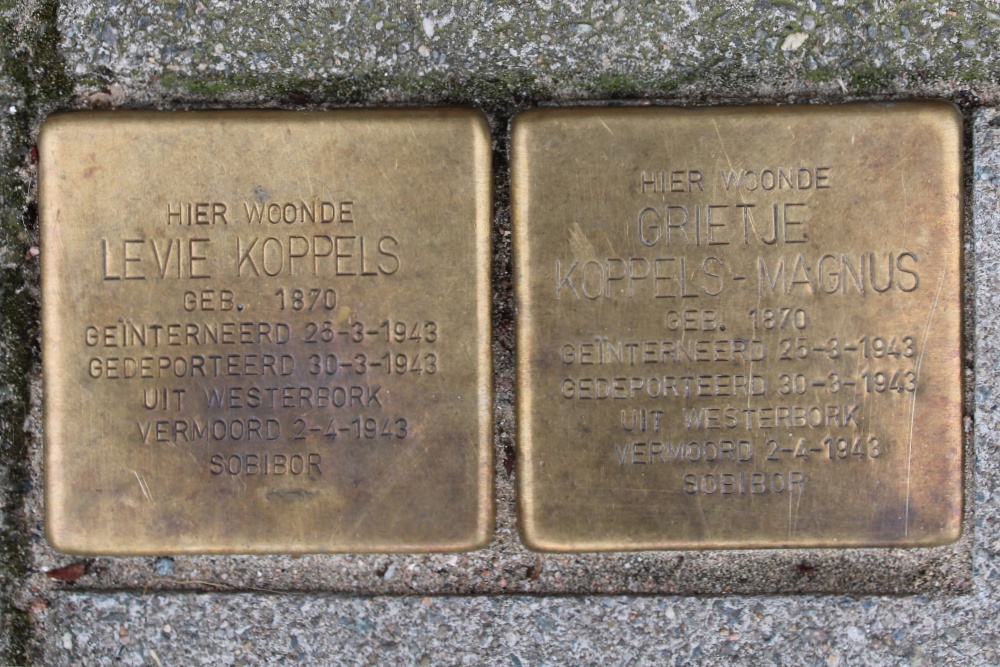 HIER WOONDE
LEVIE KOPPELS
GEB. 1870
GEÏNTERNEERD 25-3-1943
GEDEPORTEERD 30-3-1943
UIT WESTERBORK
VERMOORD 2-4-1943
SOBIBOR
HIER WOONDE
GRIETJE
KOPPELS-MAGNUS
GEB. 1870
GEÏNTERNEERD 25-3-1943
GEDEPORTEERD 30-3-1943
UIT WESTERBORK
VERMOORD 2-4-1943
SOBIBOR